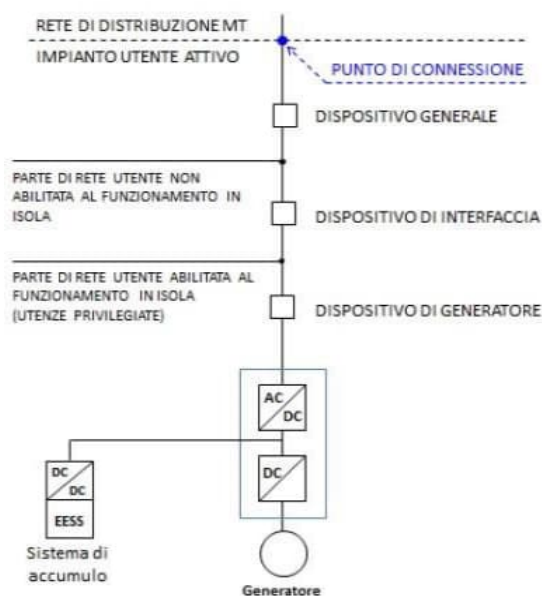 RETE DI DISTRIBUZIONE MT
IMPIANTO UTENTE ATTIVO
PUNTO DI CONNESSIONE
DISPOSITIVO GENERALE
PARTE DI RETE UTENTE NON
ABILITATA AL FUNZIONAMENTO IN
ISOLA
DISPOSITIVO DI INTERFACCIA
PARTE DI RETE UTENTE ABILITATA AL
FUNZIONAMENTO IN ISOLA
(UTENZE PRIVILEGIATE)
DISPOSITIVO DI GENERATORE
AC
DC
DC
DC
EESS
DC
Sistema di
accumulo
Generatore